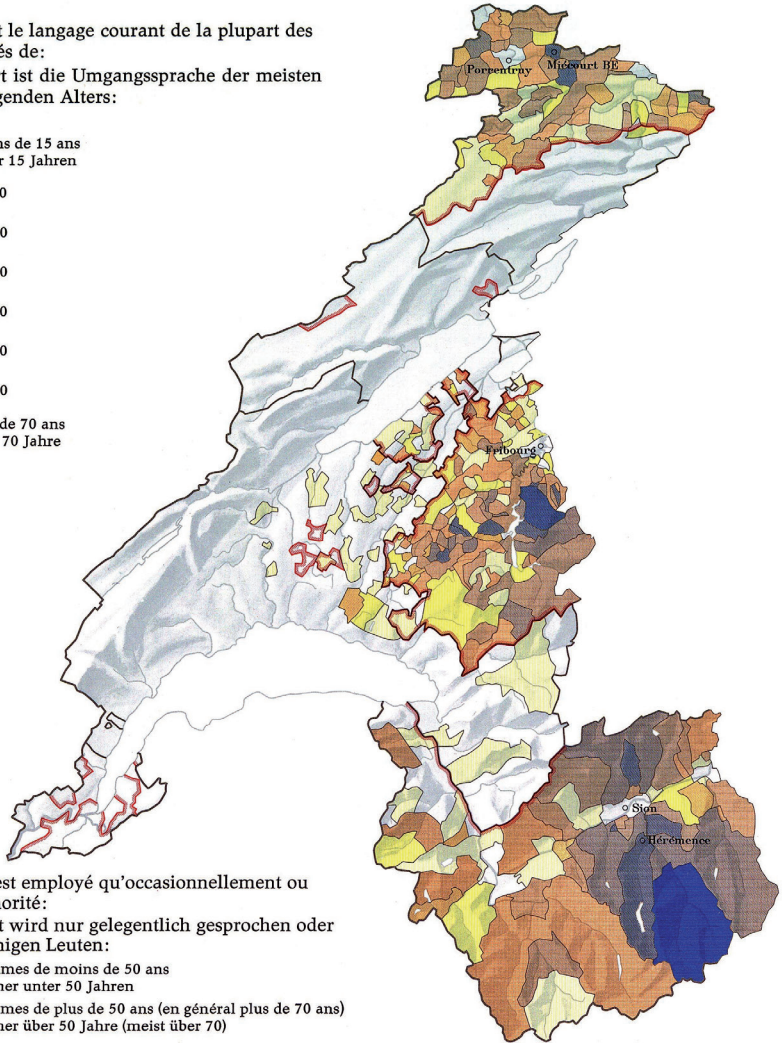 t le langage courant de la plupart des
és de:
t ist die Umgangssprache der meisten
genden Alters:
ns de 15 ans
r 15 Jahren
0
0
0
0
0
0
de 70 ans
70 Jahre
Porrentruy
Miécourt BE
Fribourg
Sion
Hérémence
est employé qu'occasionnellement ou
norité:
t wird nur gelegentlich gesprochen oder
nigen Leuten:
mes de moins de 50 ans
ner unter 50 Jahren
mes de plus de 50 ans (en général plus de 70 ans)
ner über 50 Jahre (meist über 70)